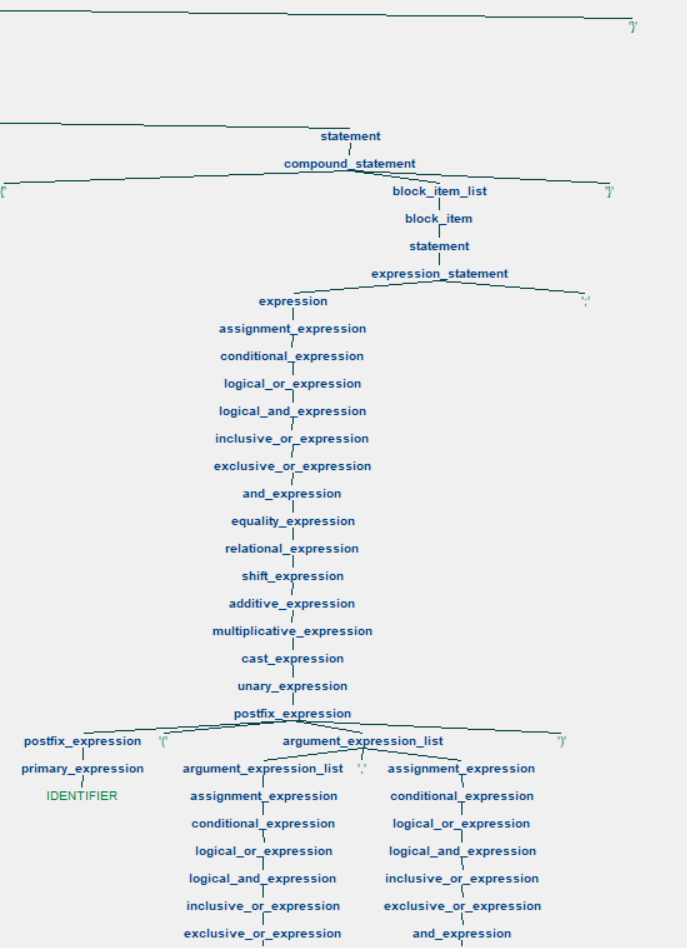 '}'
statement
compound_statement
'{' block_item_list '}'
block_item
statement
expression_statement
expression ';'
assignment_expression
conditional_expression
logical_or_expression
logical_and_expression
inclusive_or_expression
exclusive_or_expression
and_expression
equality_expression
relational_expression
shift_expression
additive_expression
multiplicative_expression
cast_expression
unary_expression
postfix_expression
postfix_expression '(' argument_expression_list ')'
primary_expression argument_expression_list ',' assignment_expression
IDENTIFIER assignment_expression conditional_expression
conditional_expression logical_or_expression
logical_or_expression logical_and_expression
logical_and_expression inclusive_or_expression
inclusive_or_expression exclusive_or_expression
exclusive_or_expression and_expression